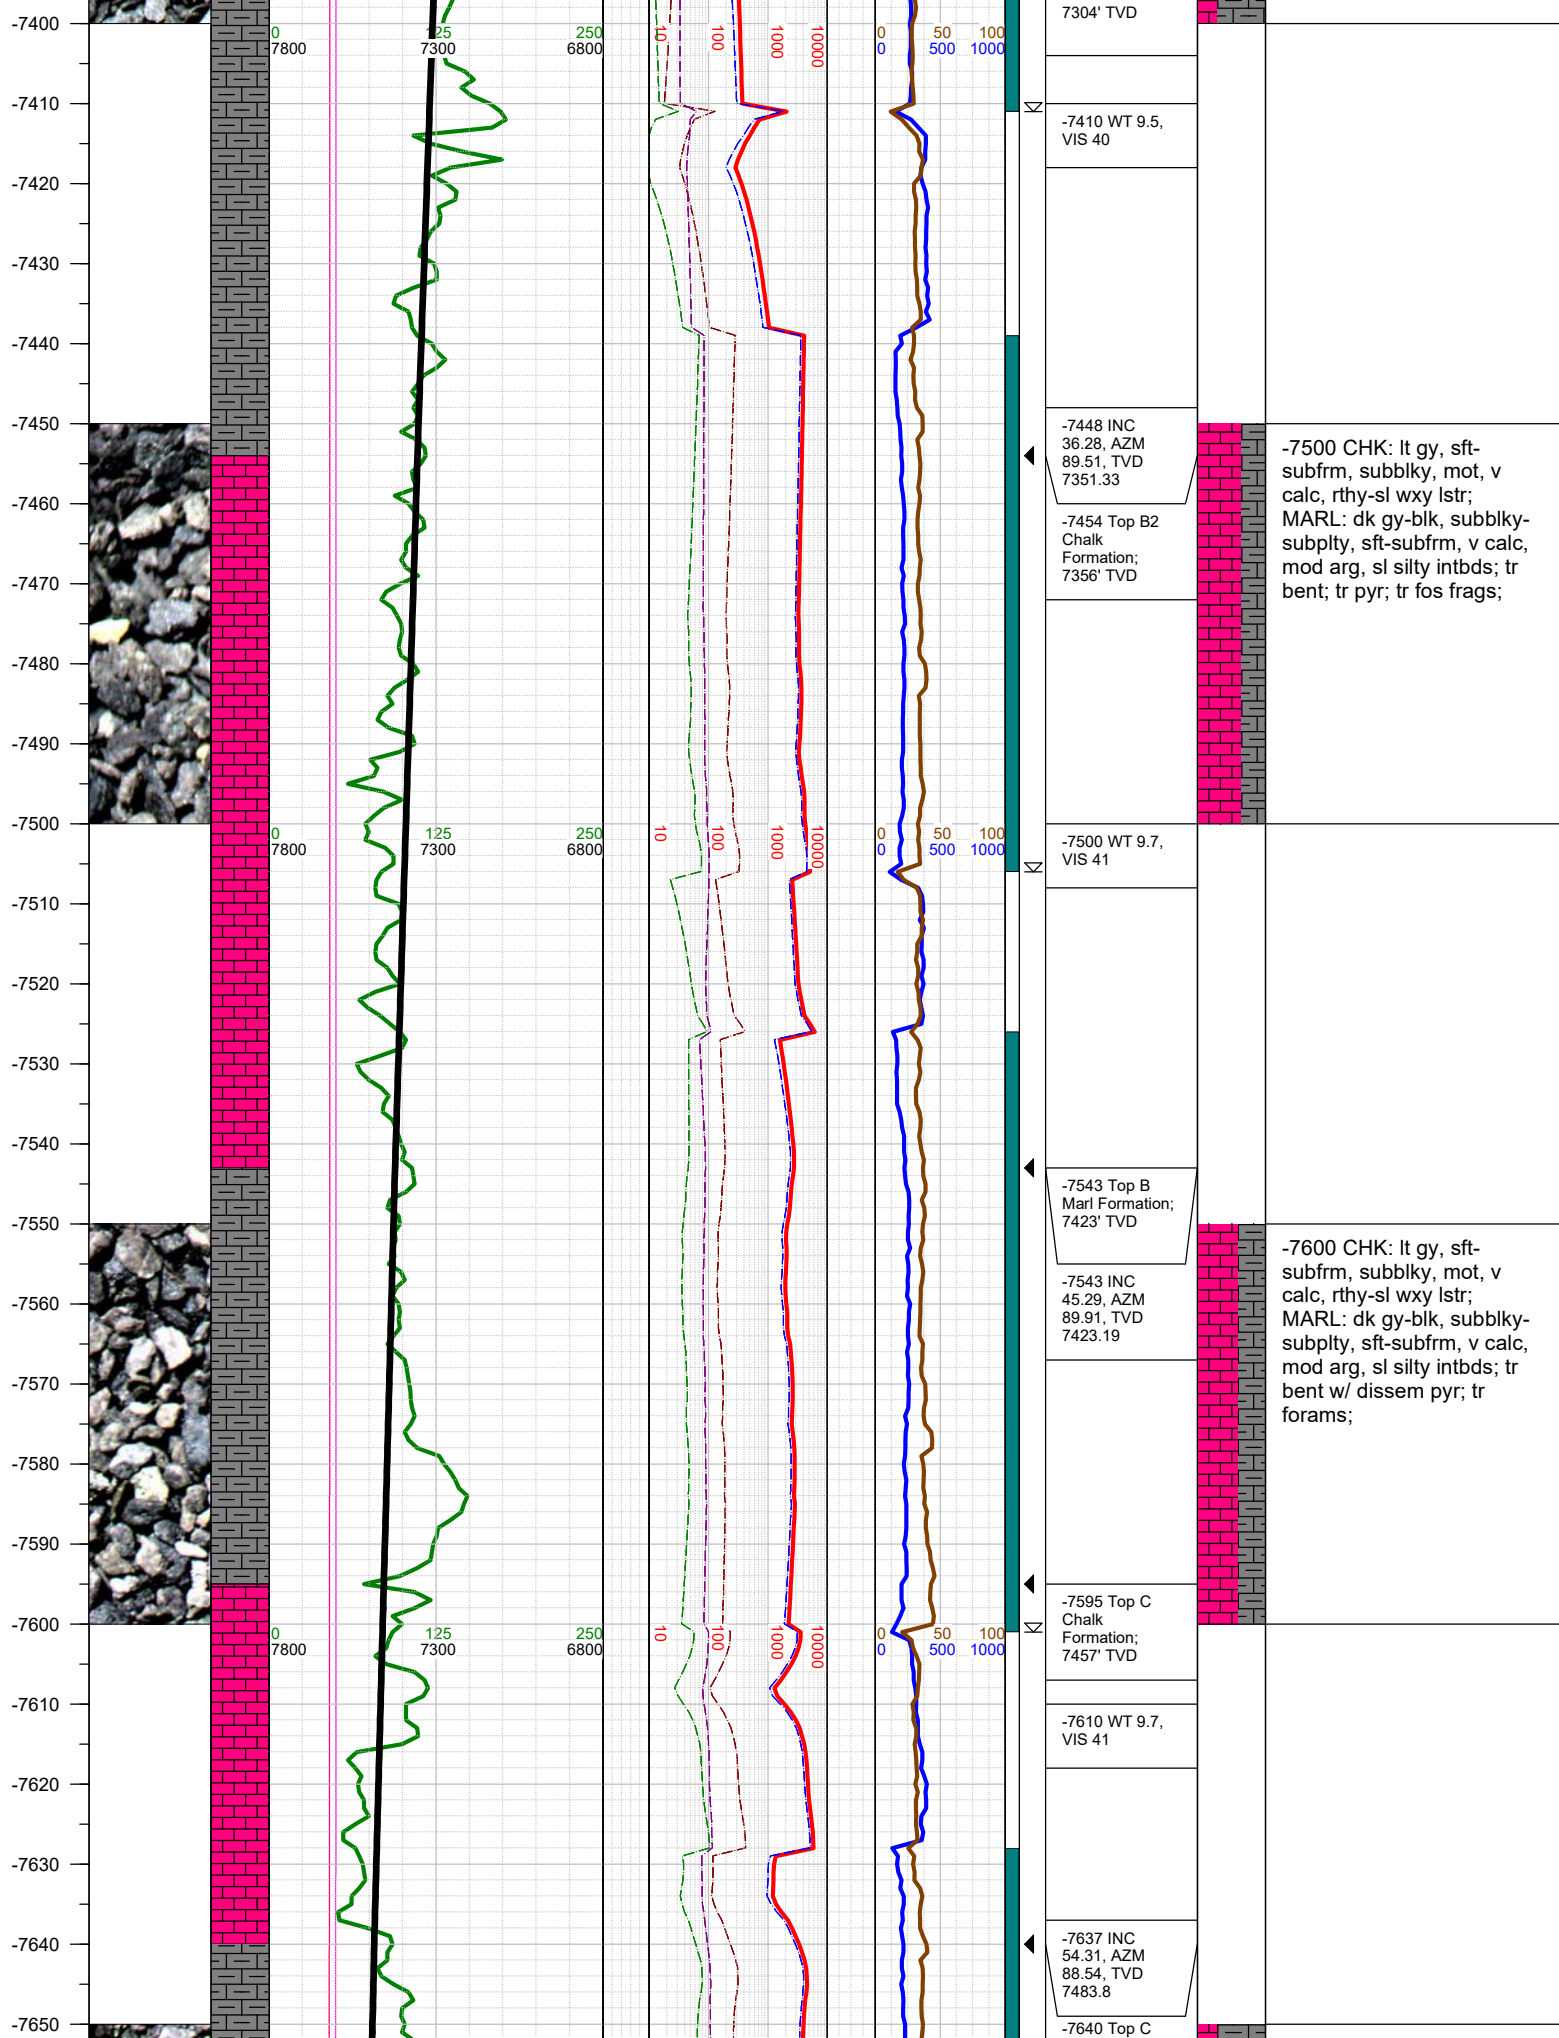 7304' TVD
-7400
0 125 250
7800 7300 6800
10 100 1000 10000
0 50 100
0 500 1000
-7410
-7410 WT 9.5,
VIS 40
-7420
-7430
-7440
-7450
-7448 INC
36.28, AZM
89.51, TVD
7351.33
-7500 CHK: lt gy, sft-
subfrm, subblky, mot, v
calc, rthy-sl wxy lstr;
MARL: dk gy-blk, subblky-
subplty, sft-subfrm, v calc,
mod arg, sl silty intbds; tr
bent; tr pyr; tr fos frags;
-7460
-7454 Top B2
Chalk
Formation;
7356' TVD
-7470
-7480
-7490
-7500
0 125 250
7800 7300 6800
10 100 1000 10000
0 50 100
0 500 1000
-7500 WT 9.7,
VIS 41
-7510
-7520
-7530
-7540
-7543 Top B
Marl Formation;
7423' TVD
-7550
-7543 INC
45.29, AZM
89.91, TVD
7423.19
-7600 CHK: lt gy, sft-
subfrm, subblky, mot, v
calc, rthy-sl wxy lstr;
MARL: dk gy-blk, subblky-
subplty, sft-subfrm, v calc,
mod arg, sl silty intbds; tr
bent w/ dissem pyr; tr
forams;
-7560
-7570
-7580
-7590
-7600
0 125 250
7800 7300 6800
10 100 1000 10000
0 50 100
0 500 1000
-7595 Top C
Chalk
Formation;
7457' TVD
-7610
-7610 WT 9.7,
VIS 41
-7620
-7630
-7640
-7637 INC
54.31, AZM
88.54, TVD
7483.8
-7650
-7640 Top C